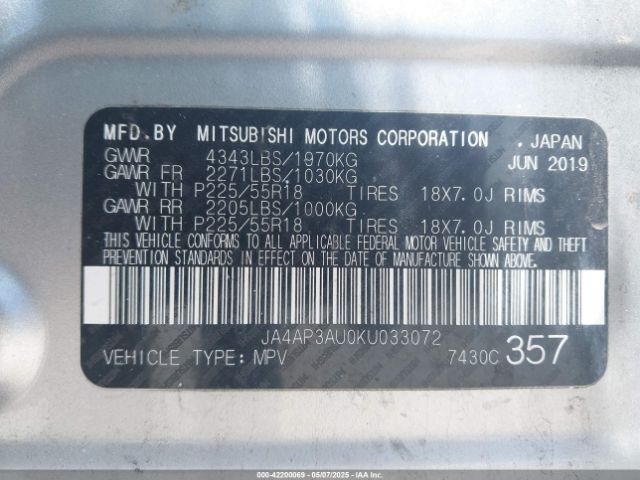 MFD.BY MITSUBISHI MOTORS CORPORATION . JAPAN
GVWR 4343LBS/1970KG JUN 2019
GAWR FR 2271LBS/1030KG
WITH P225/55R18 TIRES 18X7.0J RIMS
GAWR RR 2205LBS/1000KG
WITH P225/55R18 TIRES 18X7.0J RIMS
THIS VEHICLE CONFORMS TO ALL APPLICABLE FEDERAL MOTOR VEHICLE SAFETY AND THEFT
PREVENTION STANDARDS IN EFFECT ON THE DATE OF MANUFACTURE SHOWN ABOVE.
JA4AP3AU0KU033072
VEHICLE TYPE: MPV 7430C 357
000-42200069 - 05/07/2025 - IAAI.COM